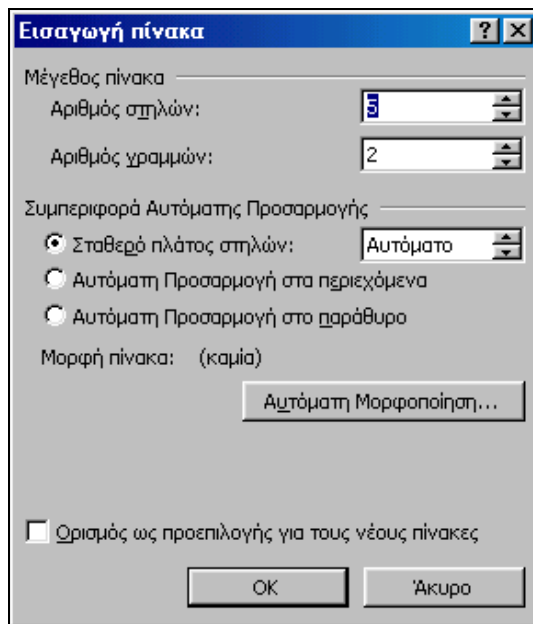 Εισαγωγή πίνακα
Μέγεθος πίνακα
Αριθμός στηλών: 5
Αριθμός γραμμών: 2
Συμπεριφορά Αυτόματης Προσαρμογής
Σταθερό πλάτος στηλών: Αυτόματο
Αυτόματη Προσαρμογή στα περιεχόμενα
Αυτόματη Προσαρμογή στο παράθυρο
Μορφή πίνακα: (καμία)
Αυτόματη Μορφοποίηση...
Ορισμός ως προεπιλογής για τους νέους πίνακες
OK Άκυρο